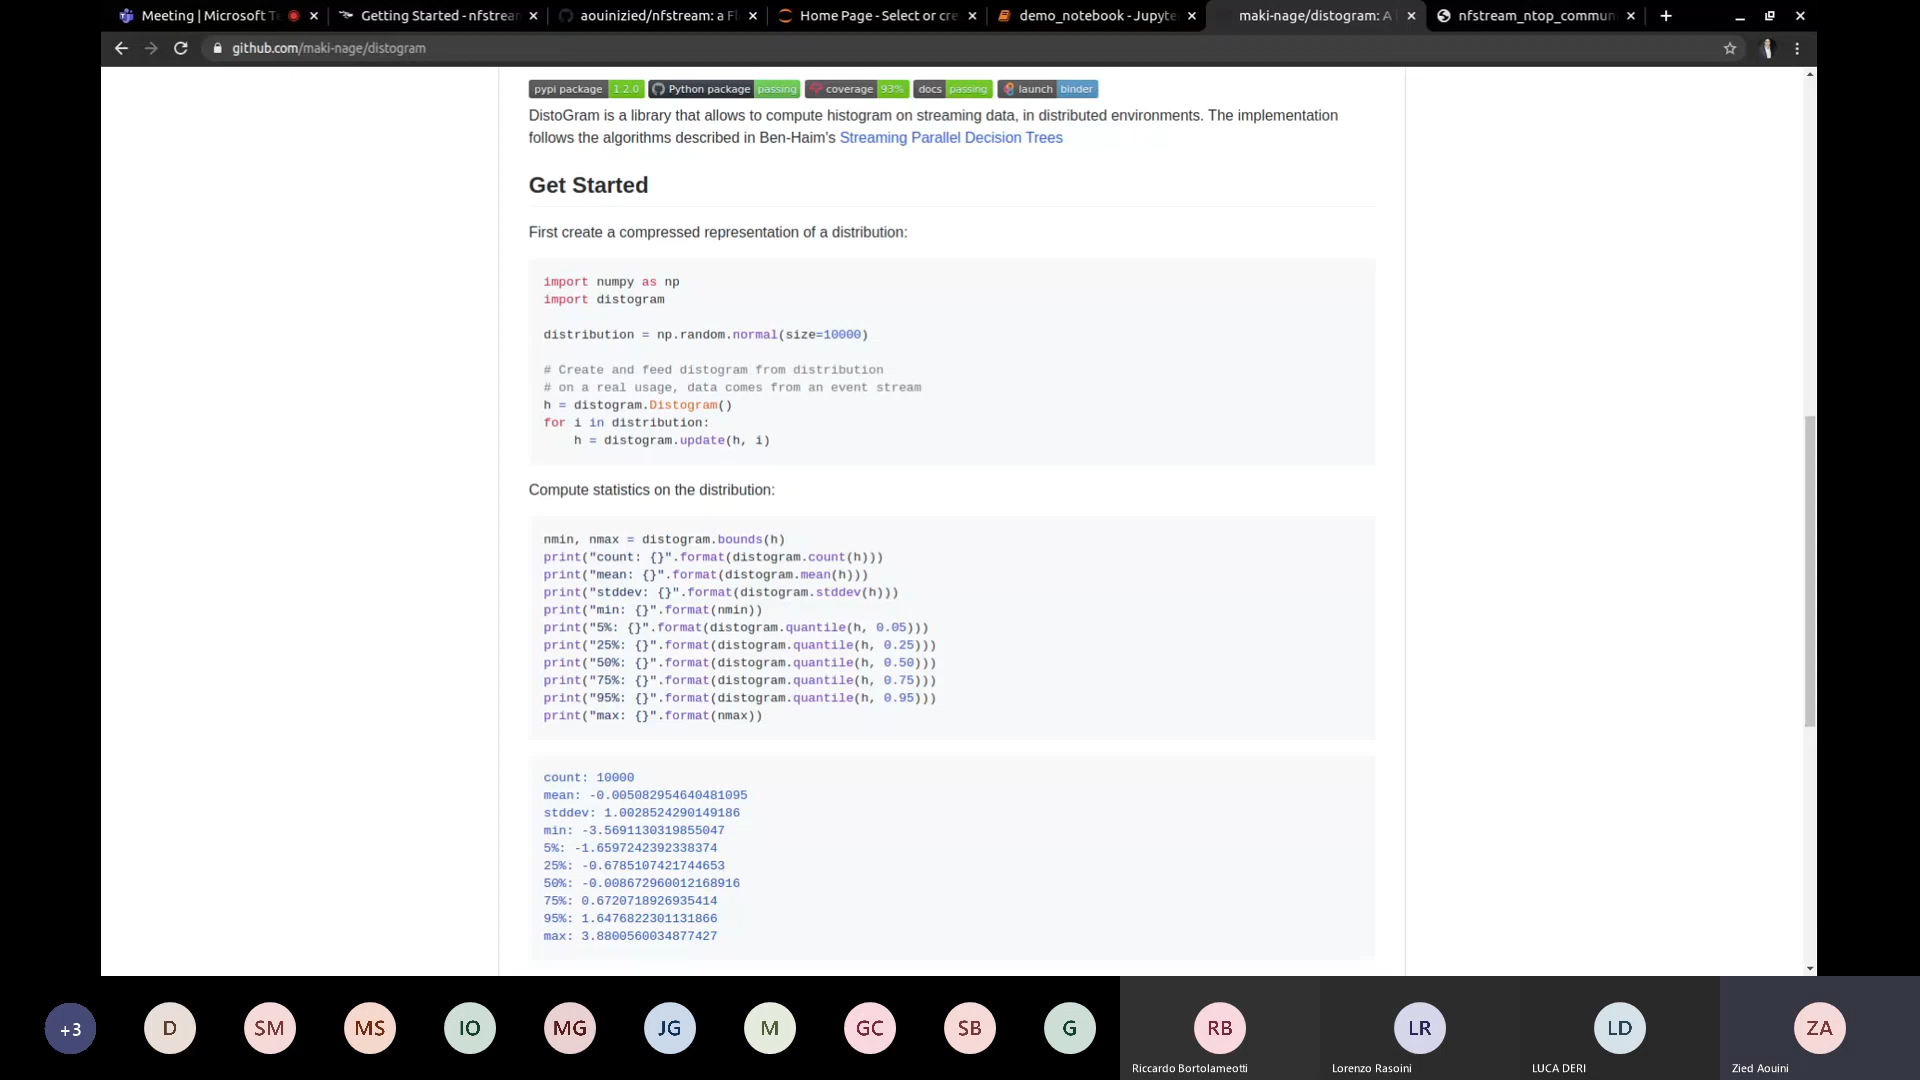 Meeting | Microsoft Te
Getting Started - nfstrean
aouinizied/nfstream: a Fl
Home Page - Select or cre
demo_notebook - Jupyte
maki-nage/distogram: A l
nfstream_ntop_commun
github.com/maki-nage/distogram
pypi package 1.2.0 Python package passing coverage 93% docs passing launch binder
DistoGram is a library that allows to compute histogram on streaming data, in distributed environments. The implementation
follows the algorithms described in Ben-Haim's Streaming Parallel Decision Trees
Get Started
First create a compressed representation of a distribution:
import numpy as np
import distogram
distribution = np.random.normal(size=10000)
# Create and feed distogram from distribution
# on a real usage, data comes from an event stream
h = distogram.Distogram()
for i in distribution:
    h = distogram.update(h, i)
Compute statistics on the distribution:
nmin, nmax = distogram.bounds(h)
print("count: {}".format(distogram.count(h)))
print("mean: {}".format(distogram.mean(h)))
print("stddev: {}".format(distogram.stddev(h)))
print("min: {}".format(nmin))
print("5%: {}".format(distogram.quantile(h, 0.05)))
print("25%: {}".format(distogram.quantile(h, 0.25)))
print("50%: {}".format(distogram.quantile(h, 0.50)))
print("75%: {}".format(distogram.quantile(h, 0.75)))
print("95%: {}".format(distogram.quantile(h, 0.95)))
print("max: {}".format(nmax))
count: 10000
mean: -0.005082954640481095
stddev: 1.0028524290149186
min: -3.5691130319855047
5%: -1.6597242392338374
25%: -0.6785107421744653
50%: -0.008672960012168916
75%: 0.6720718926935414
95%: 1.6476822301131866
max: 3.8800560034877427
+3 D SM MS IO MG JG M GC SB G RB LR LD ZA
Riccardo Bortolameotti Lorenzo Rasoini LUCA DERI Zied Aouini